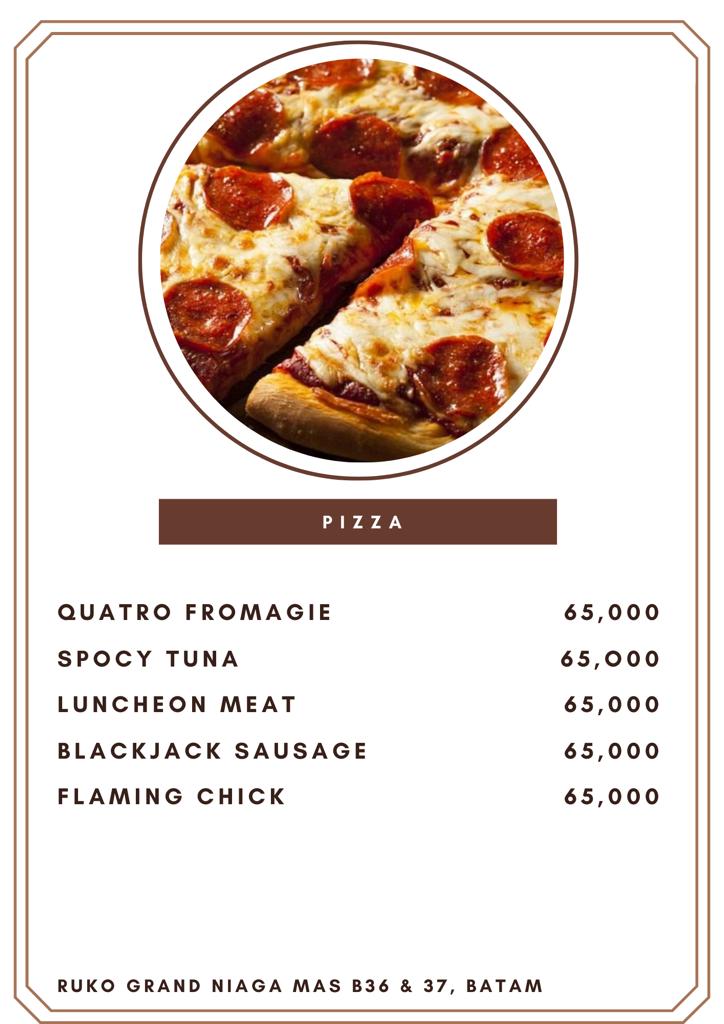 PIZZA
QUATRO FROMAGIE 65,000
SPOCY TUNA 65,O00
LUNCHEON MEAT 65,000
BLACKJACK SAUSAGE 65,000
FLAMING CHICK 65,000
RUKO GRAND NIAGA MAS B36 & 37, BATAM